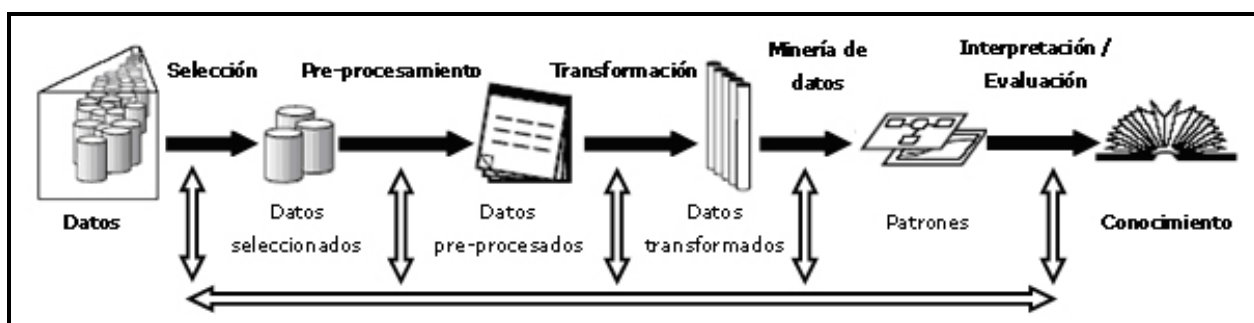 Selección
Pre-procesamiento
Transformación
Minería de
datos
Interpretación /
Evaluación
Datos
Datos
seleccionados
Datos
pre-procesados
Datos
transformados
Patrones
Conocimiento